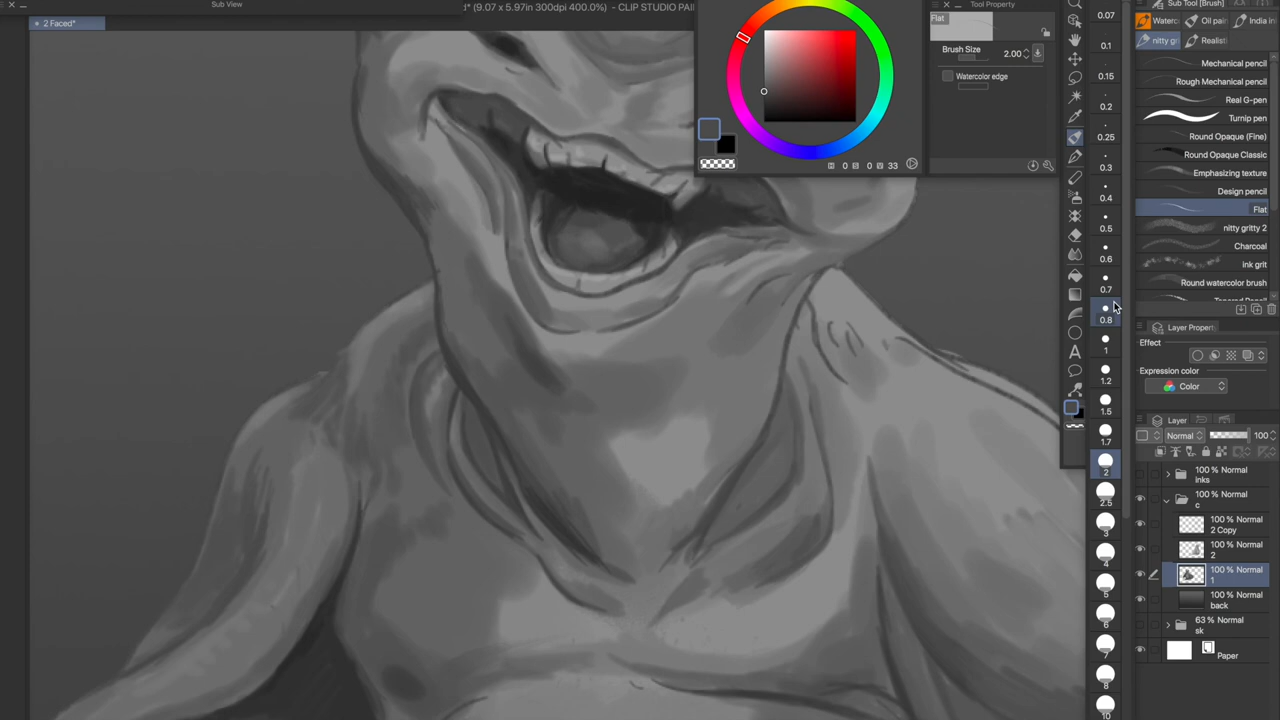 Sub View
d* (9.07 x 5.97in 300dpi 400.0%) - CLIP STUDIO PAI
Tool Property
Sub Tool [Brush]
2 Faced*
Flat
Brush Size
2.00
Watercolor edge
H 0 S 0 V 33
0.07
0.1
0.15
0.2
0.25
0.3
0.4
0.5
0.6
0.7
0.8
1
1.2
1.5
1.7
2
2.5
3
4
5
6
7
8
10
Waterc
Oil pain
India in
nitty gri
Realist
Mechanical pencil
Rough Mechanical pencil
Real G-pen
Turnip pen
Round Opaque (Fine)
Round Opaque Classic
Emphasizing texture
Design pencil
Flat
nitty gritty 2
Charcoal
ink grit
Round watercolor brush
Layer Propert
Effect
Expression color
Color
Layer
Normal
100
100 % Normal
inks
100 % Normal
c
100 % Normal
2 Copy
100 % Normal
2
100 % Normal
1
100 % Normal
back
63 % Normal
sk
Paper